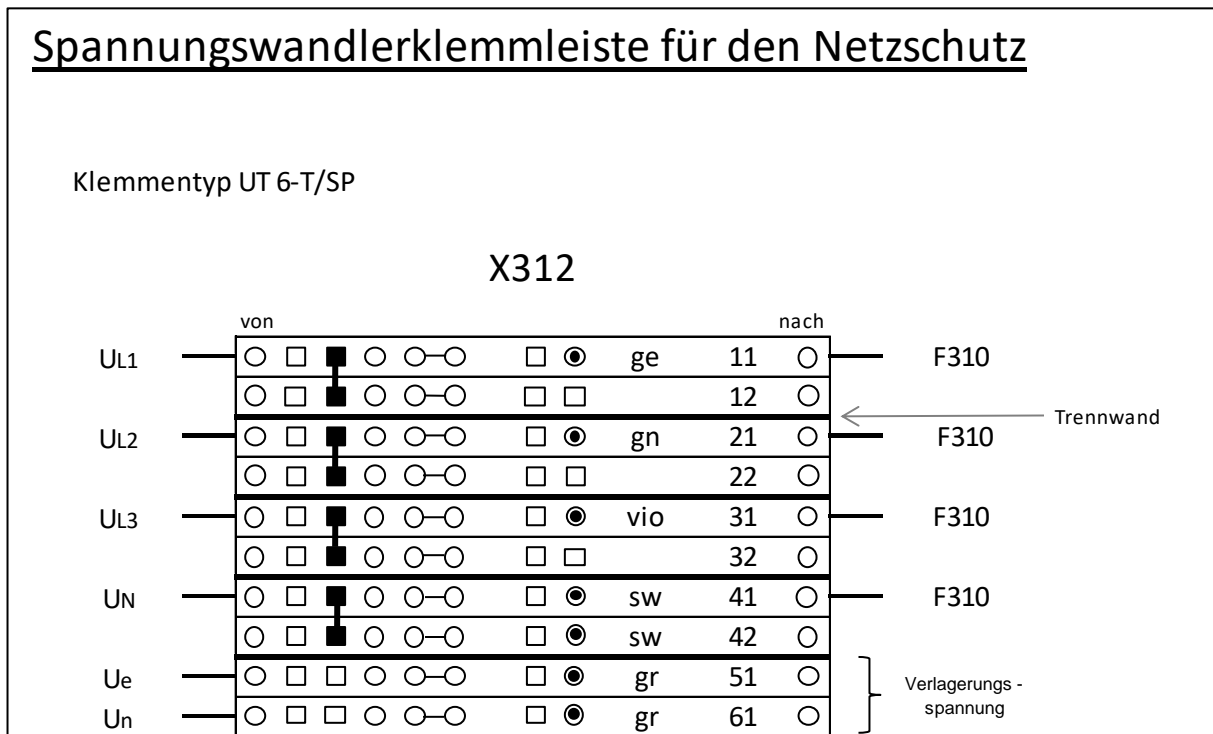 Spannungswandlerklemmleiste für den Netzschutz
Klemmentyp UT 6-T/SP
X312
von nach
UL1 ge 11 F310
12
Trennwand
UL2 gn 21 F310
22
UL3 vio 31 F310
32
UN sw 41 F310
sw 42
Ue gr 51
Verlagerungs -
spannung
Un gr 61